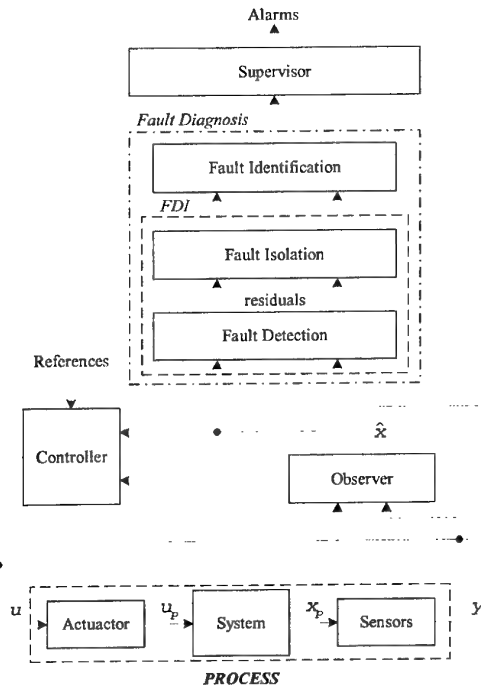 Alarms
Supervisor
Fault Diagnosis
Fault Identification
FDI
Fault Isolation
residuals
Fault Detection
References
Controller
x̂
Observer
u
Actuactor
u_p
System
x_p
Sensors
y
PROCESS